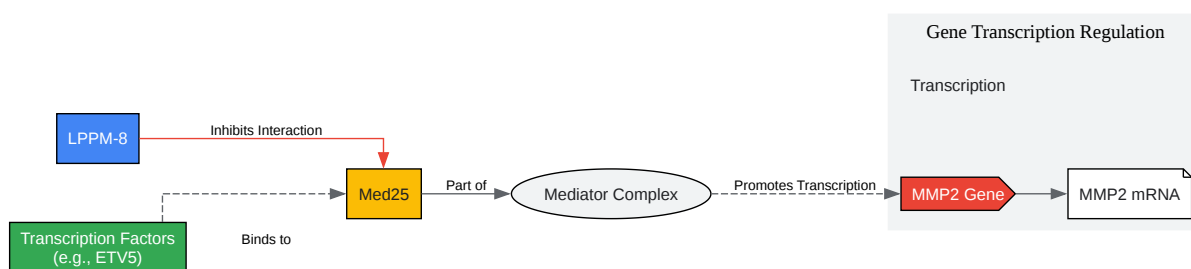 Gene Transcription Regulation
Transcription
LPPM-8
Inhibits Interaction
Med25
Part of
Mediator Complex
Promotes Transcription
MMP2 Gene
MMP2 mRNA
Transcription Factors
(e.g., ETV5)
Binds to